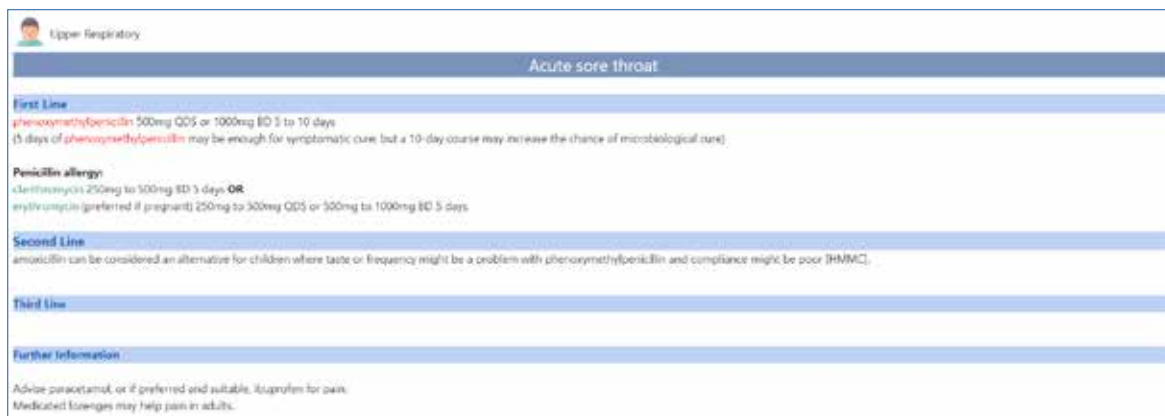 Upper Respiratory
Acute sore throat
First Line
phenoxymethylpenicillin 500mg QDS or 1000mg BD 5 to 10 days
(5 days of phenoxymethylpenicillin may be enough for symptomatic cure; but a 10-day course may increase the chance of microbiological cure)
Penicillin allergy:
clarithromycin 250mg to 500mg BD 5 days OR
erythromycin (preferred if pregnant) 250mg to 500mg QDS or 500mg to 1000mg BD 5 days
Second Line
amoxicillin can be considered an alternative for children where taste or frequency might be a problem with phenoxymethylpenicillin and compliance might be poor [HMMC].
Third Line
Further Information
Advise paracetamol, or if preferred and suitable, ibuprofen for pain.
Medicated lozenges may help pain in adults.